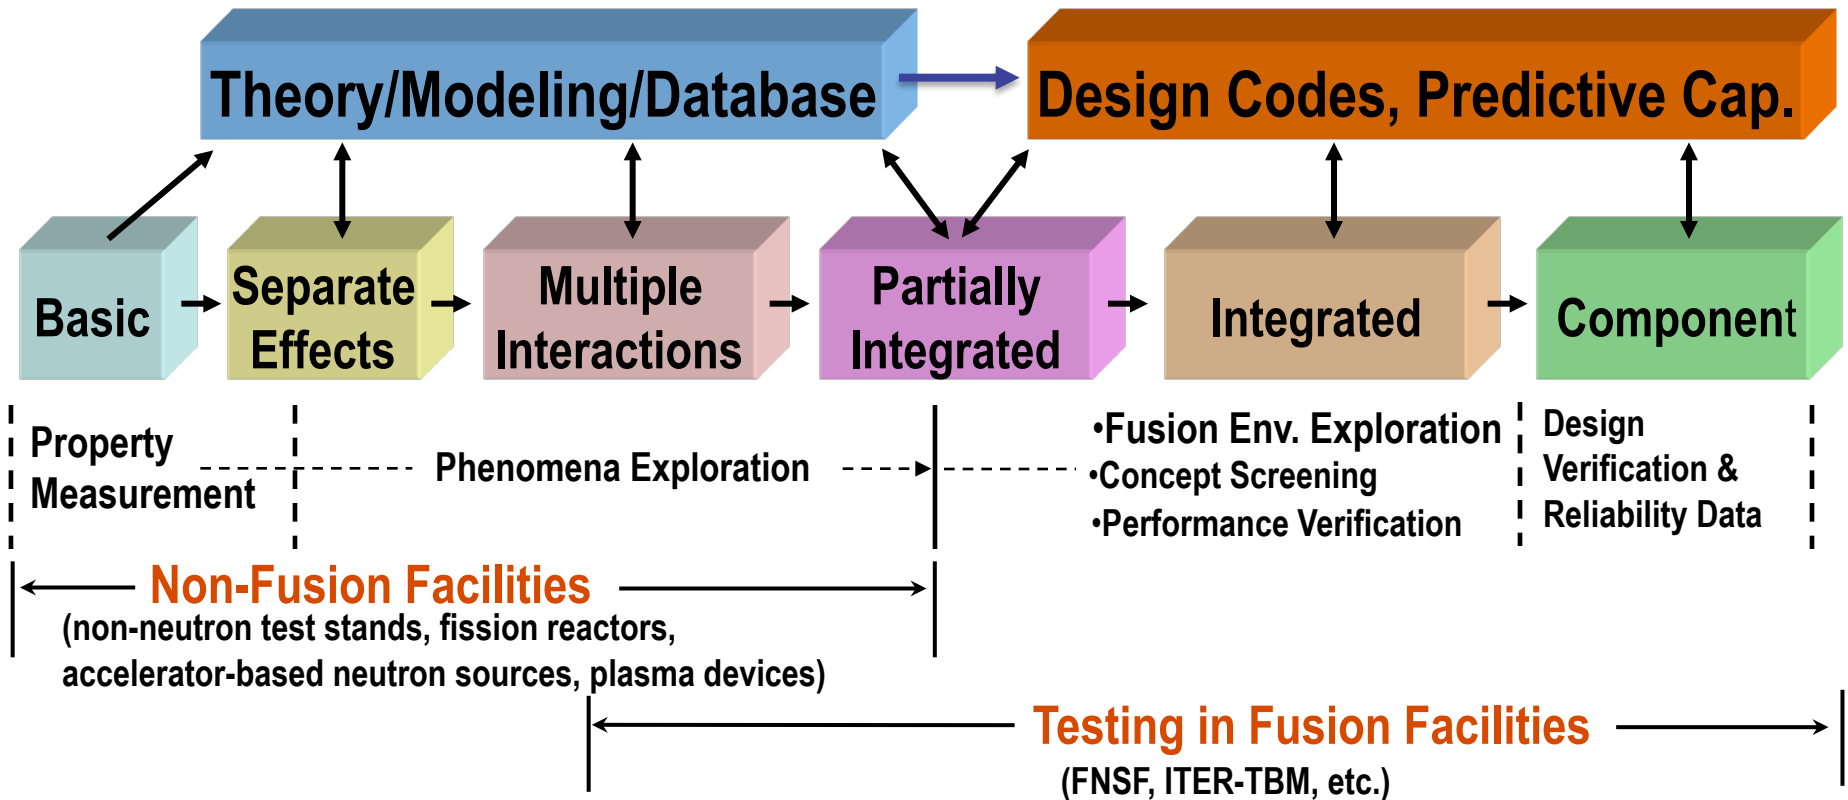 Theory/Modeling/Database
Design Codes, Predictive Cap.
Basic
Separate
Effects
Multiple
Interactions
Partially
Integrated
Integrated
Component
Property
Measurement
Phenomena Exploration
•Fusion Env. Exploration
•Concept Screening
•Performance Verification
Design
Verification &
Reliability Data
Non-Fusion Facilities
(non-neutron test stands, fission reactors,
accelerator-based neutron sources, plasma devices)
Testing in Fusion Facilities
(FNSF, ITER-TBM, etc.)